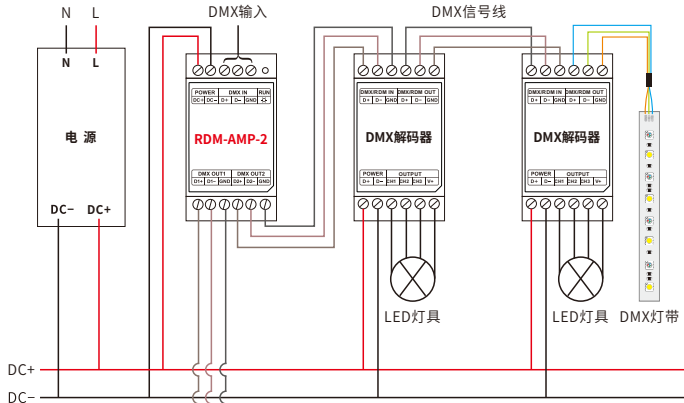 N L DMX输入 DMX信号线
N L
电 源
DC− DC+
POWER DMX IN RUN
DC+ DC− D+ D− GND
RDM-AMP-2
DMX OUT1 DMX OUT2
D1+ D1− GND D2+ D2− GND
DMX/RDM IN DMX/RDM OUT
D+ D− GND D+ D− GND
DMX解码器
POWER OUTPUT
D+ D− CH1 CH2 CH3 V+
LED灯具
DMX/RDM IN DMX/RDM OUT
D+ D− GND D+ D− GND
DMX解码器
POWER OUTPUT
D+ D− CH1 CH2 CH3 V+
LED灯具
DMX灯带
DC+
DC−